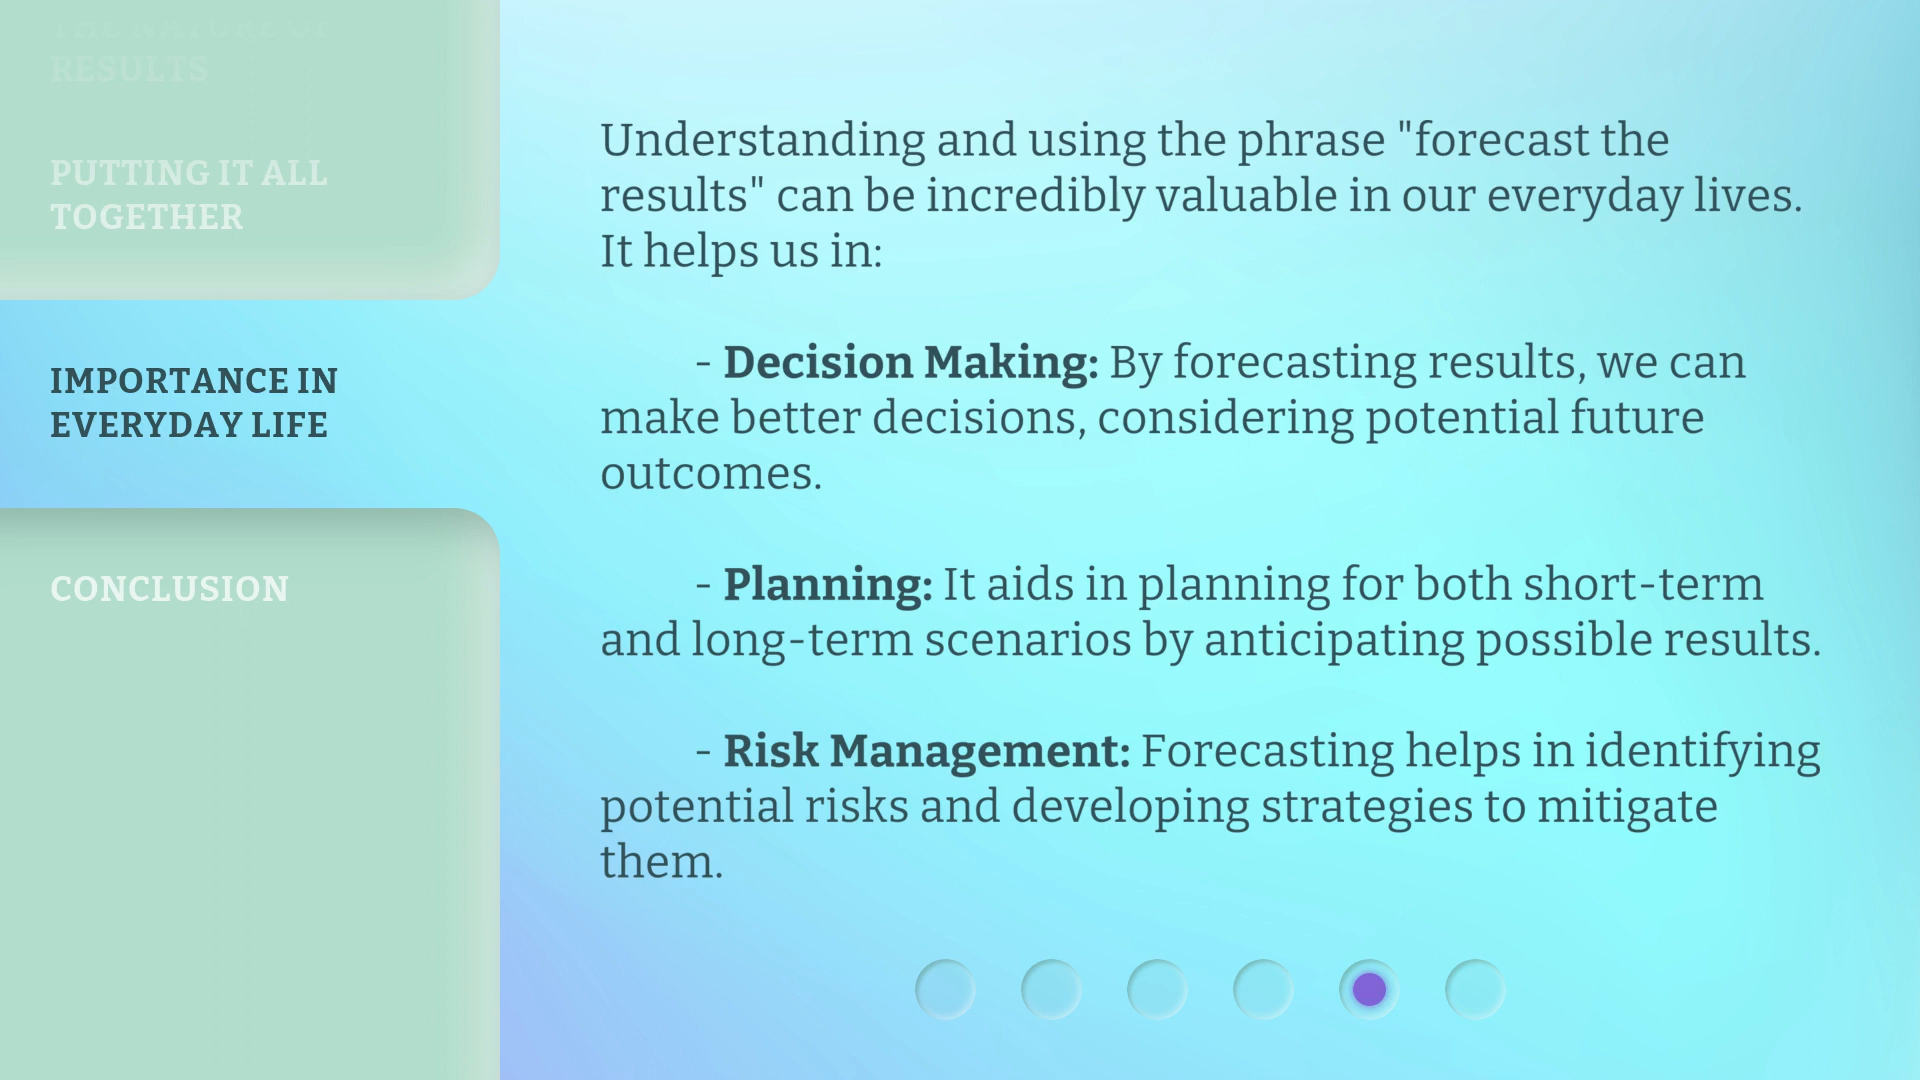 THE NATURE OF
RESULTS
PUTTING IT ALL
TOGETHER
IMPORTANCE IN
EVERYDAY LIFE
CONCLUSION
Understanding and using the phrase "forecast the
results" can be incredibly valuable in our everyday lives.
It helps us in:
- Decision Making: By forecasting results, we can
make better decisions, considering potential future
outcomes.
- Planning: It aids in planning for both short-term
and long-term scenarios by anticipating possible results.
- Risk Management: Forecasting helps in identifying
potential risks and developing strategies to mitigate
them.